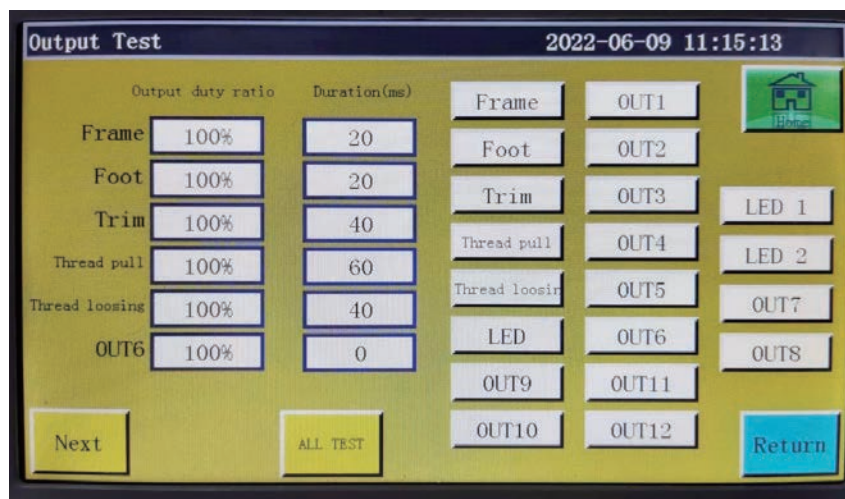 Output Test 2022-06-09 11:15:13
Output duty ratio Duration(ms)
Frame 100% 20
Foot 100% 20
Trim 100% 40
Thread pull 100% 60
Thread loosing 100% 40
OUT6 100% 0
Frame OUT1
Foot OUT2
Trim OUT3
Thread pull OUT4
Thread loosin OUT5
LED OUT6
OUT9 OUT11
OUT10 OUT12
Home
LED 1
LED 2
OUT7
OUT8
Next ALL TEST Return